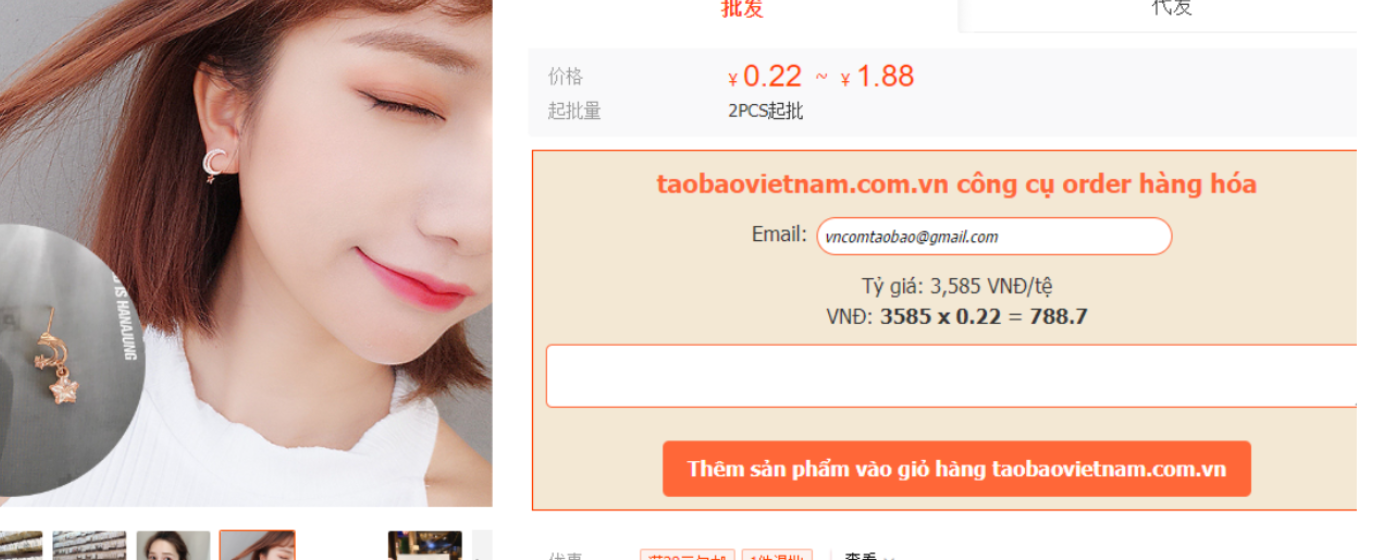 批发
代发
价格
¥ 0.22 ~ ¥ 1.88
起批量
2PCS起批
taobaovietnam.com.vn công cụ order hàng hóa
Email: vncomtaobao@gmail.com
Tỷ giá: 3,585 VNĐ/tệ
VNĐ: 3585 x 0.22 = 788.7
IS HANAJUNG
Thêm sản phẩm vào giỏ hàng taobaovietnam.com.vn